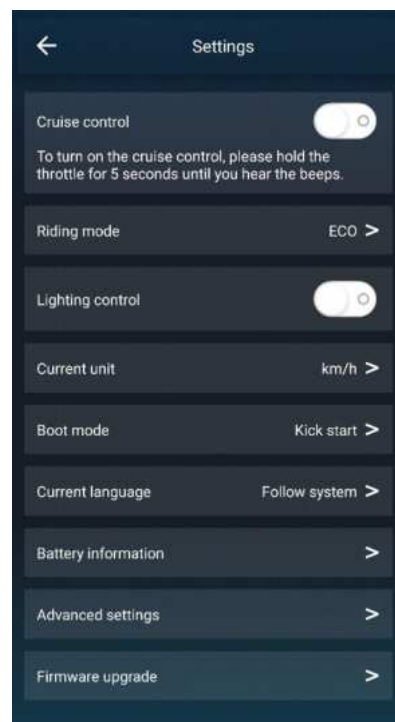 Settings
Cruise control
To turn on the cruise control, please hold the
throttle for 5 seconds until you hear the beeps.
Riding mode ECO >
Lighting control
Current unit km/h >
Boot mode Kick start >
Current language Follow system >
Battery information >
Advanced settings >
Firmware upgrade >